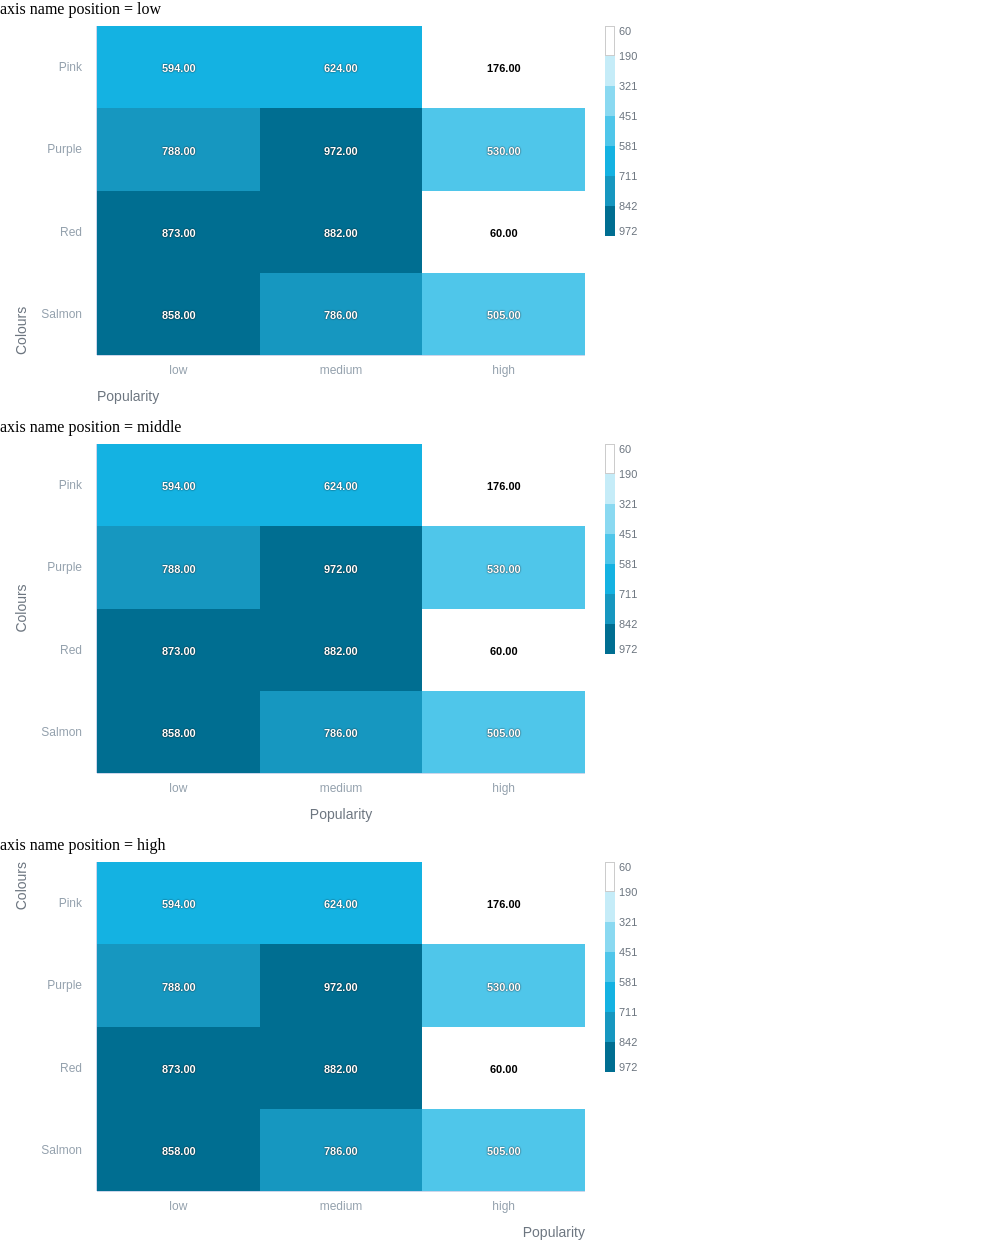 axis name position = low
60
Pink 594.00 624.00 176.00
190
321
451
Purple 788.00 972.00 530.00
581
711
842
Red 873.00 882.00 60.00
972
Colours
Salmon 858.00 786.00 505.00
low medium high
Popularity
axis name position = middle
60
Pink 594.00 624.00 176.00
190
321
451
Purple 788.00 972.00 530.00
581
711
Colours
842
Red 873.00 882.00 60.00
972
Salmon 858.00 786.00 505.00
low medium high
Popularity
axis name position = high
60
Colours
Pink 594.00 624.00 176.00
190
321
451
Purple 788.00 972.00 530.00
581
711
842
Red 873.00 882.00 60.00
972
Salmon 858.00 786.00 505.00
low medium high
Popularity